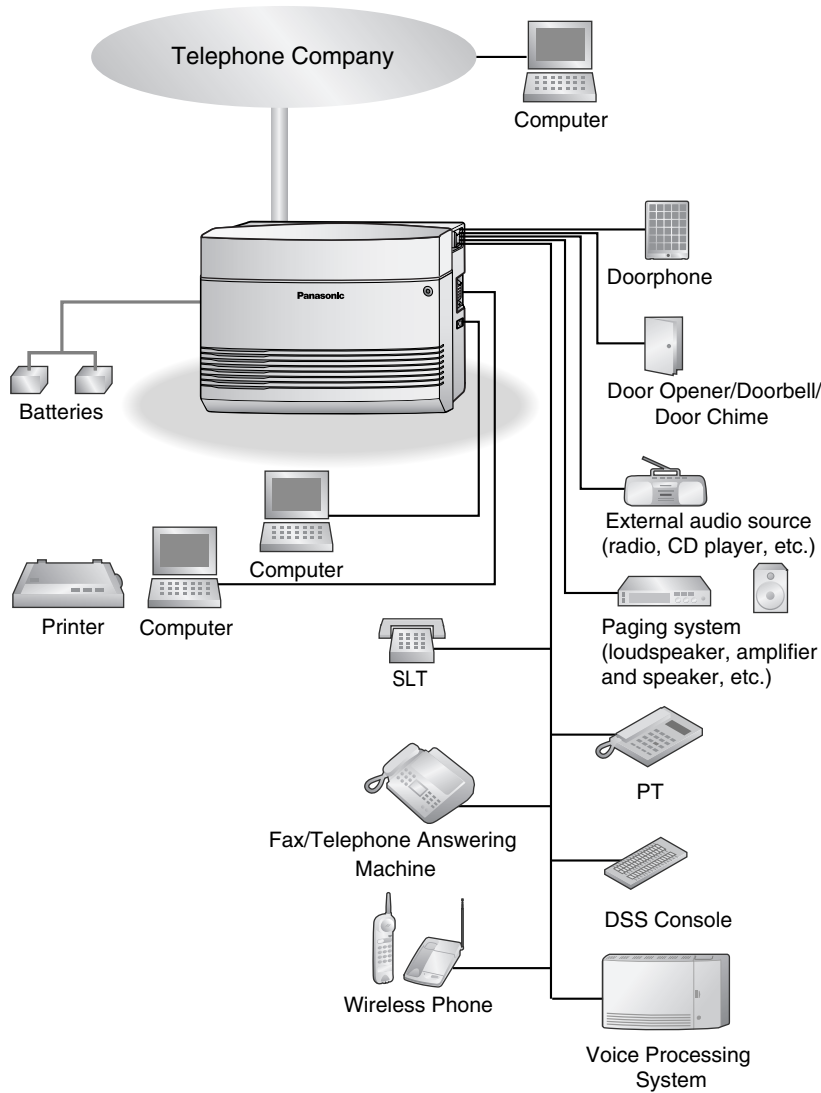 Telephone Company
Computer
Doorphone
Panasonic
Batteries
Door Opener/Doorbell/
Door Chime
External audio source
(radio, CD player, etc.)
Computer
Printer
Computer
Paging system
(loudspeaker, amplifier
and speaker, etc.)
SLT
PT
Fax/Telephone Answering
Machine
DSS Console
Wireless Phone
Voice Processing
System